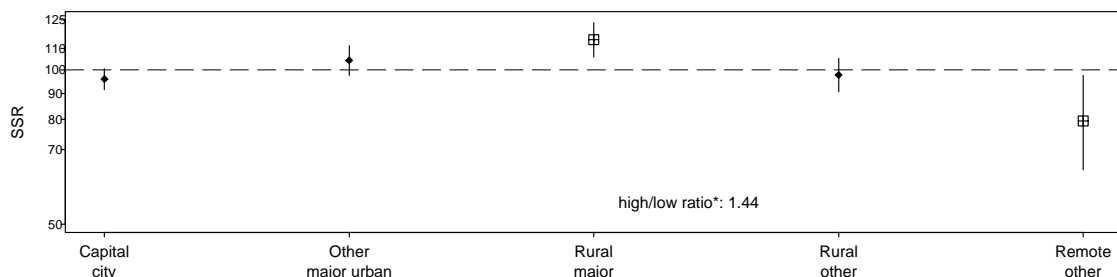 125
110
100
90
80
70
50
SSR
high/low ratio*: 1.44
Capital
city
Other
major urban
Rural
major
Rural
other
Remote
other